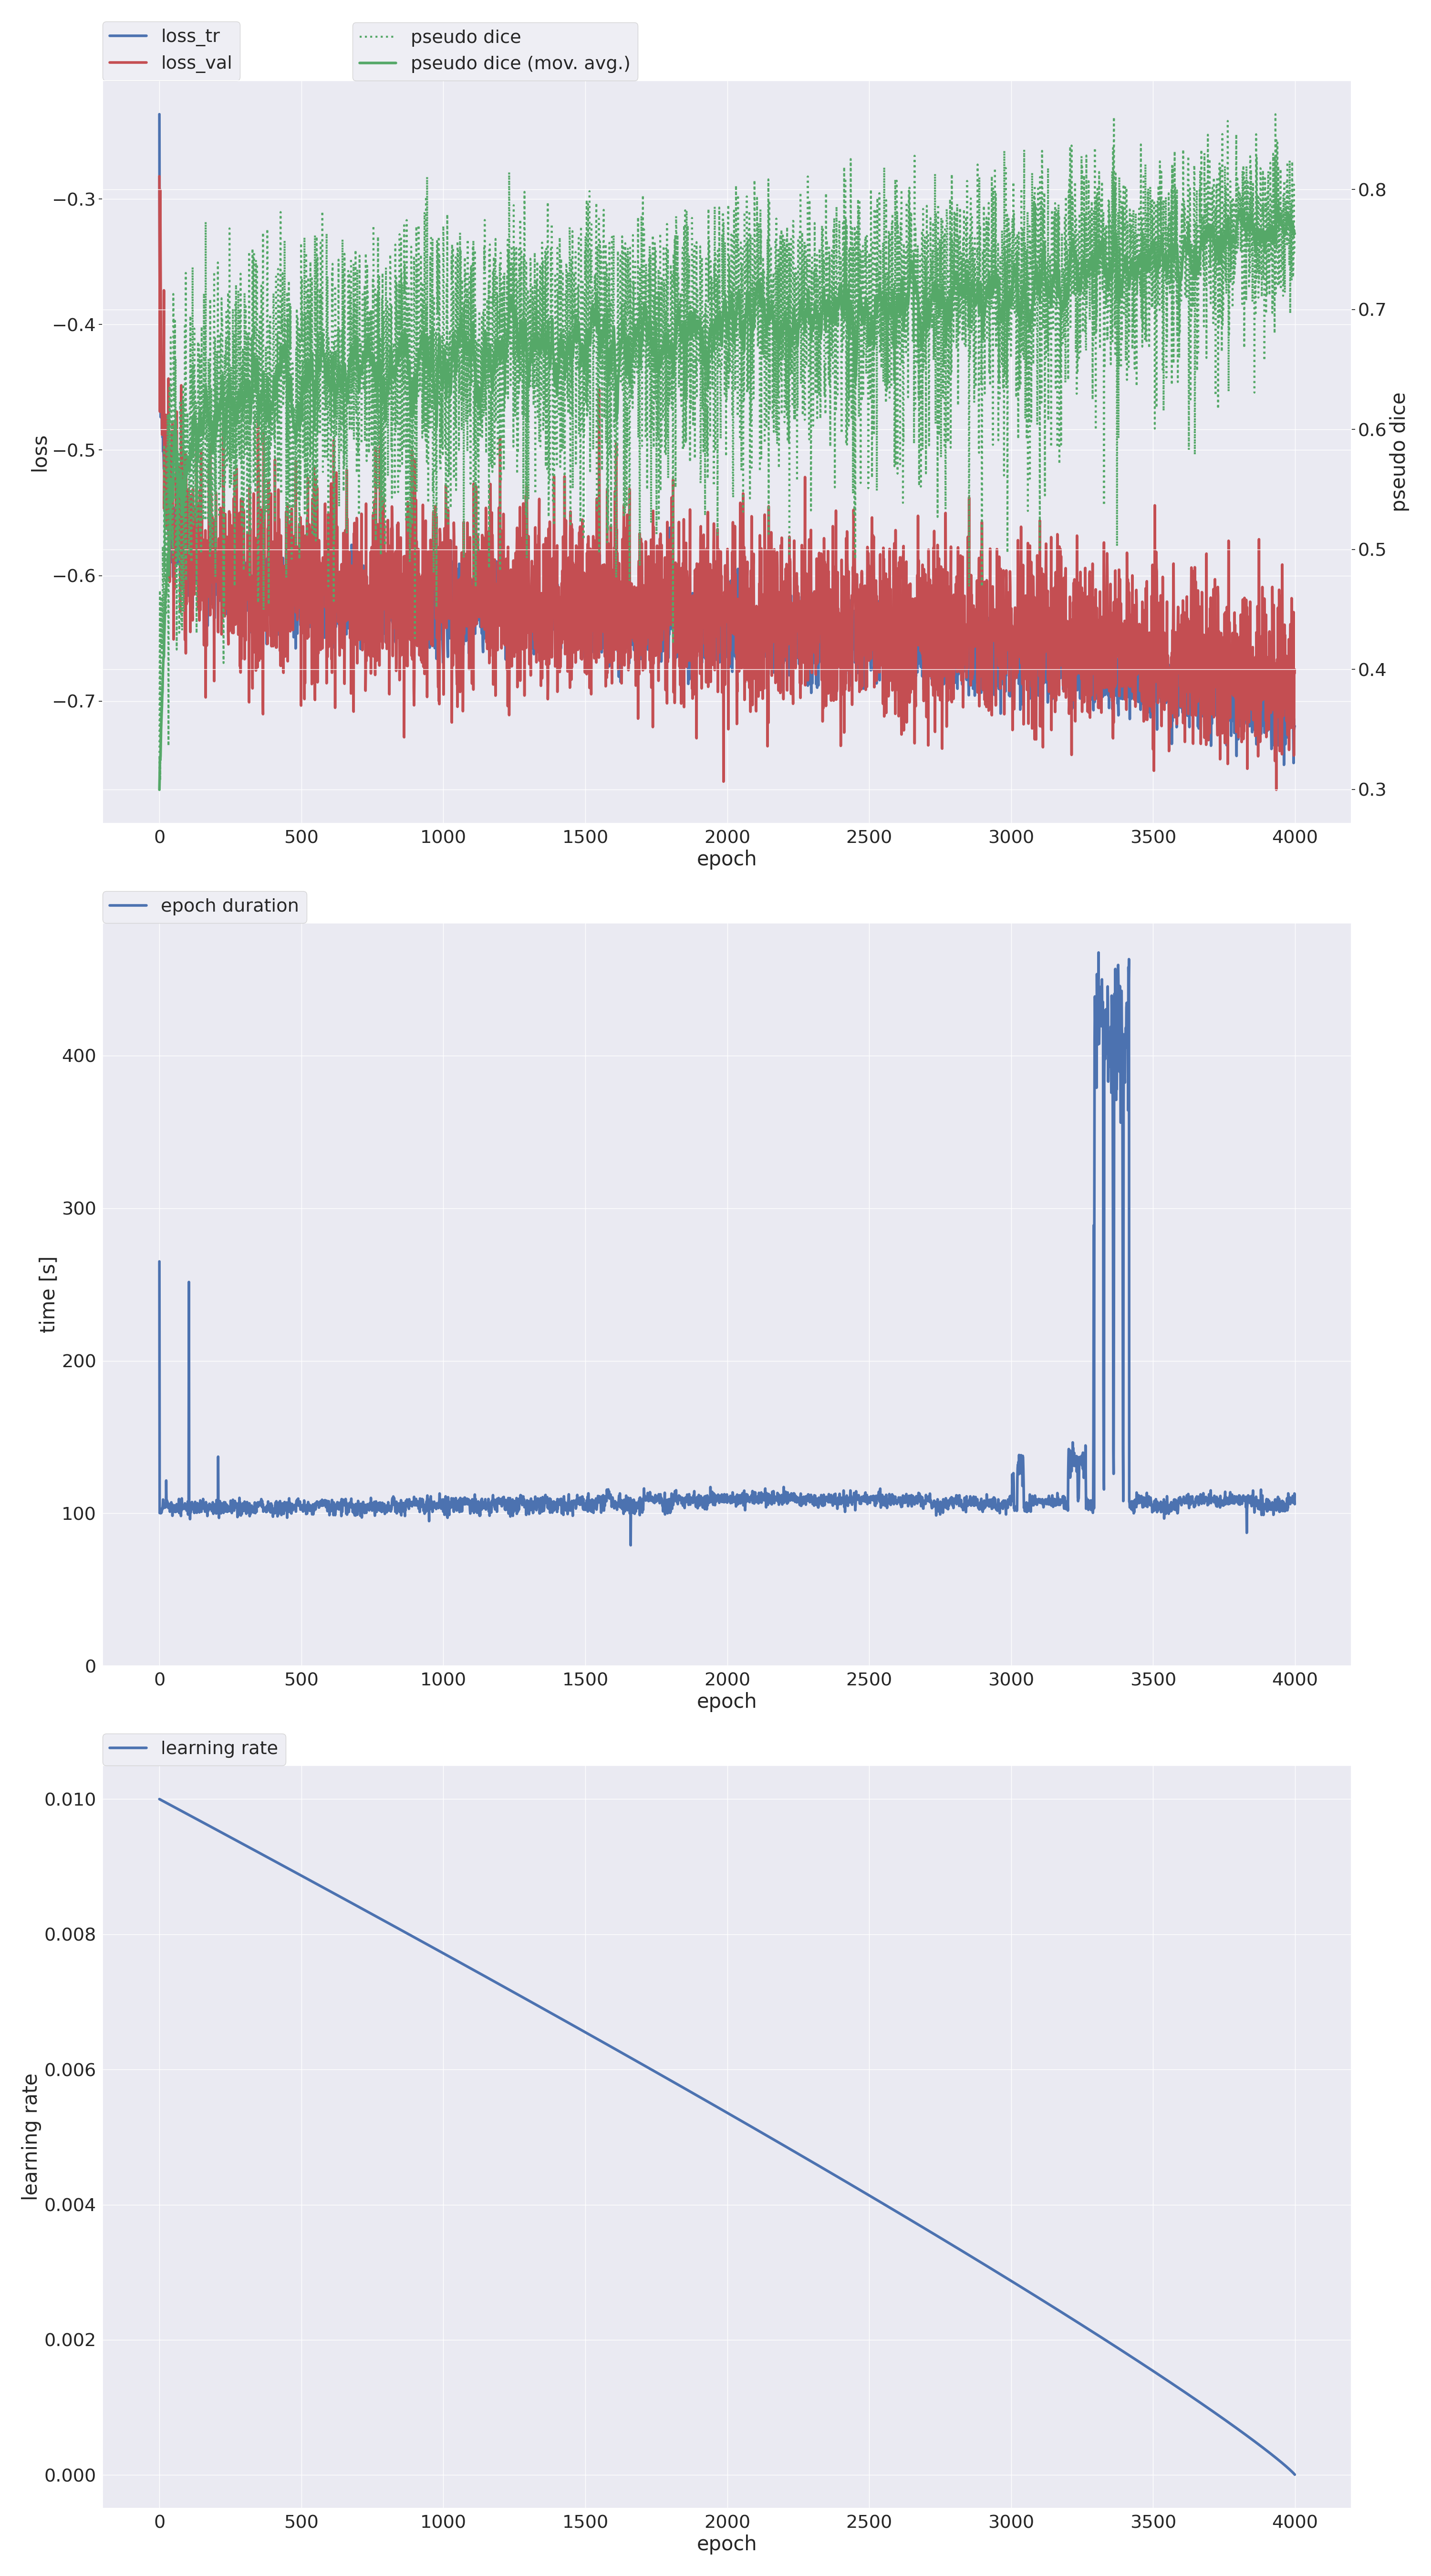 loss_tr
loss_val
pseudo dice
pseudo dice (mov. avg.)
−0.3
−0.4
−0.5
−0.6
−0.7
loss
0.8
0.7
0.6
0.5
0.4
0.3
pseudo dice
0 500 1000 1500 2000 2500 3000 3500 4000
epoch
epoch duration
400
300
200
100
0
time [s]
0 500 1000 1500 2000 2500 3000 3500 4000
epoch
learning rate
0.010
0.008
0.006
0.004
0.002
0.000
learning rate
0 500 1000 1500 2000 2500 3000 3500 4000
epoch